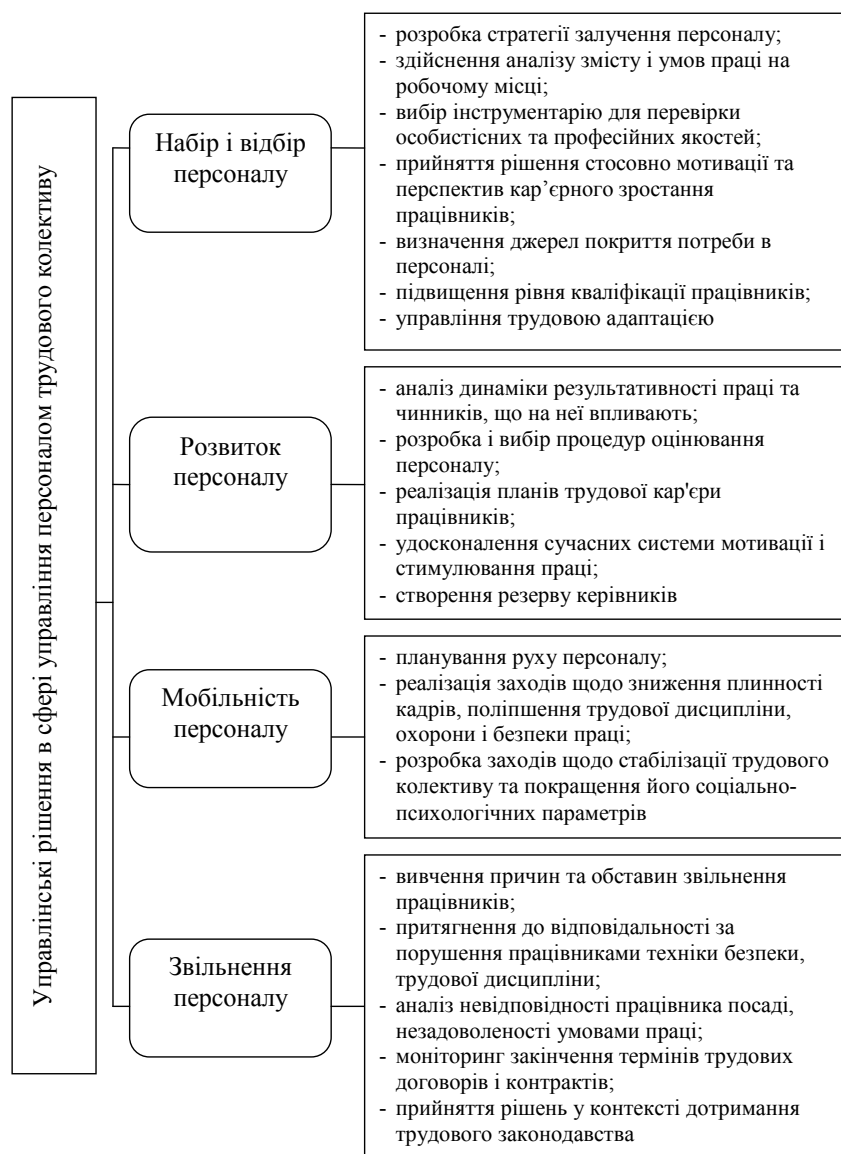 Управлінські рішення в сфері управління персоналом трудового колективу
Набір і відбір
персоналу
- розробка стратегії залучення персоналу;
- здійснення аналізу змісту і умов праці на
робочому місці;
- вибір інструментарію для перевірки
особистісних та професійних якостей;
- прийняття рішення стосовно мотивації та
перспектив кар’єрного зростання
працівників;
- визначення джерел покриття потреби в
персоналі;
- підвищення рівня кваліфікації працівників;
- управління трудовою адаптацією
Розвиток
персоналу
- аналіз динаміки результативності праці та
чинників, що на неї впливають;
- розробка і вибір процедур оцінювання
персоналу;
- реалізація планів трудової кар'єри
працівників;
- удосконалення сучасних системи мотивації і
стимулювання праці;
- створення резерву керівників
Мобільність
персоналу
- планування руху персоналу;
- реалізація заходів щодо зниження плинності
кадрів, поліпшення трудової дисципліни,
охорони і безпеки праці;
- розробка заходів щодо стабілізації трудового
колективу та покращення його соціально-
психологічних параметрів
Звільнення
персоналу
- вивчення причин та обставин звільнення
працівників;
- притягнення до відповідальності за
порушення працівниками техніки безпеки,
трудової дисципліни;
- аналіз невідповідності працівника посаді,
незадоволеності умовами праці;
- моніторинг закінчення термінів трудових
договорів і контрактів;
- прийняття рішень у контексті дотримання
трудового законодавства